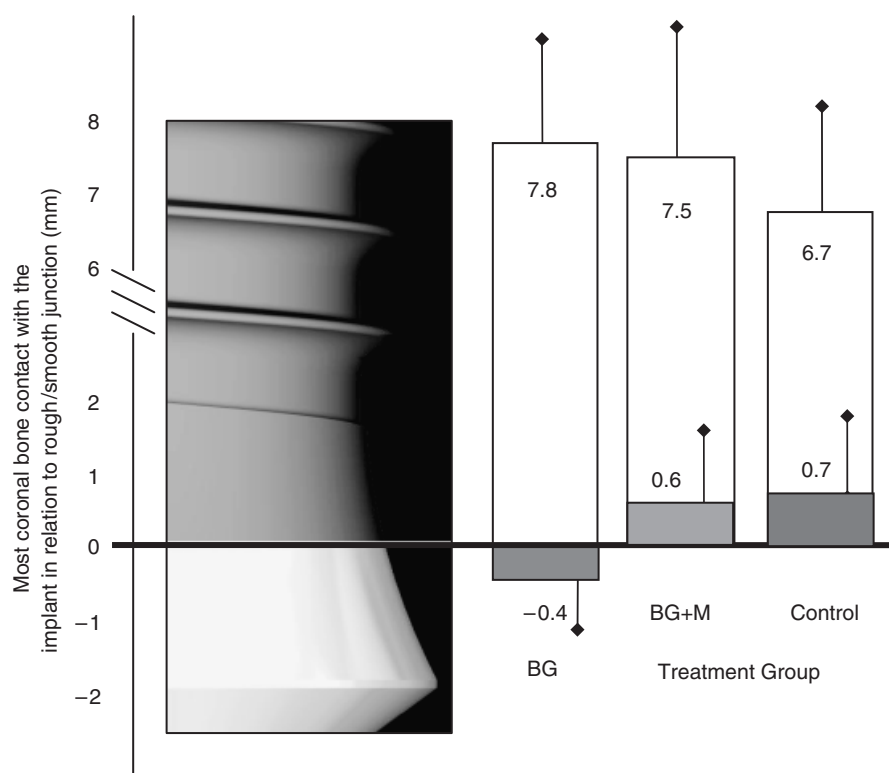 Most coronal bone contact with the
implant in relation to rough/smooth junction (mm)
8
7
6
2
1
0
−1
−2
7.8
7.5
6.7
0.6
0.7
−0.4
BG+M
Control
BG
Treatment Group